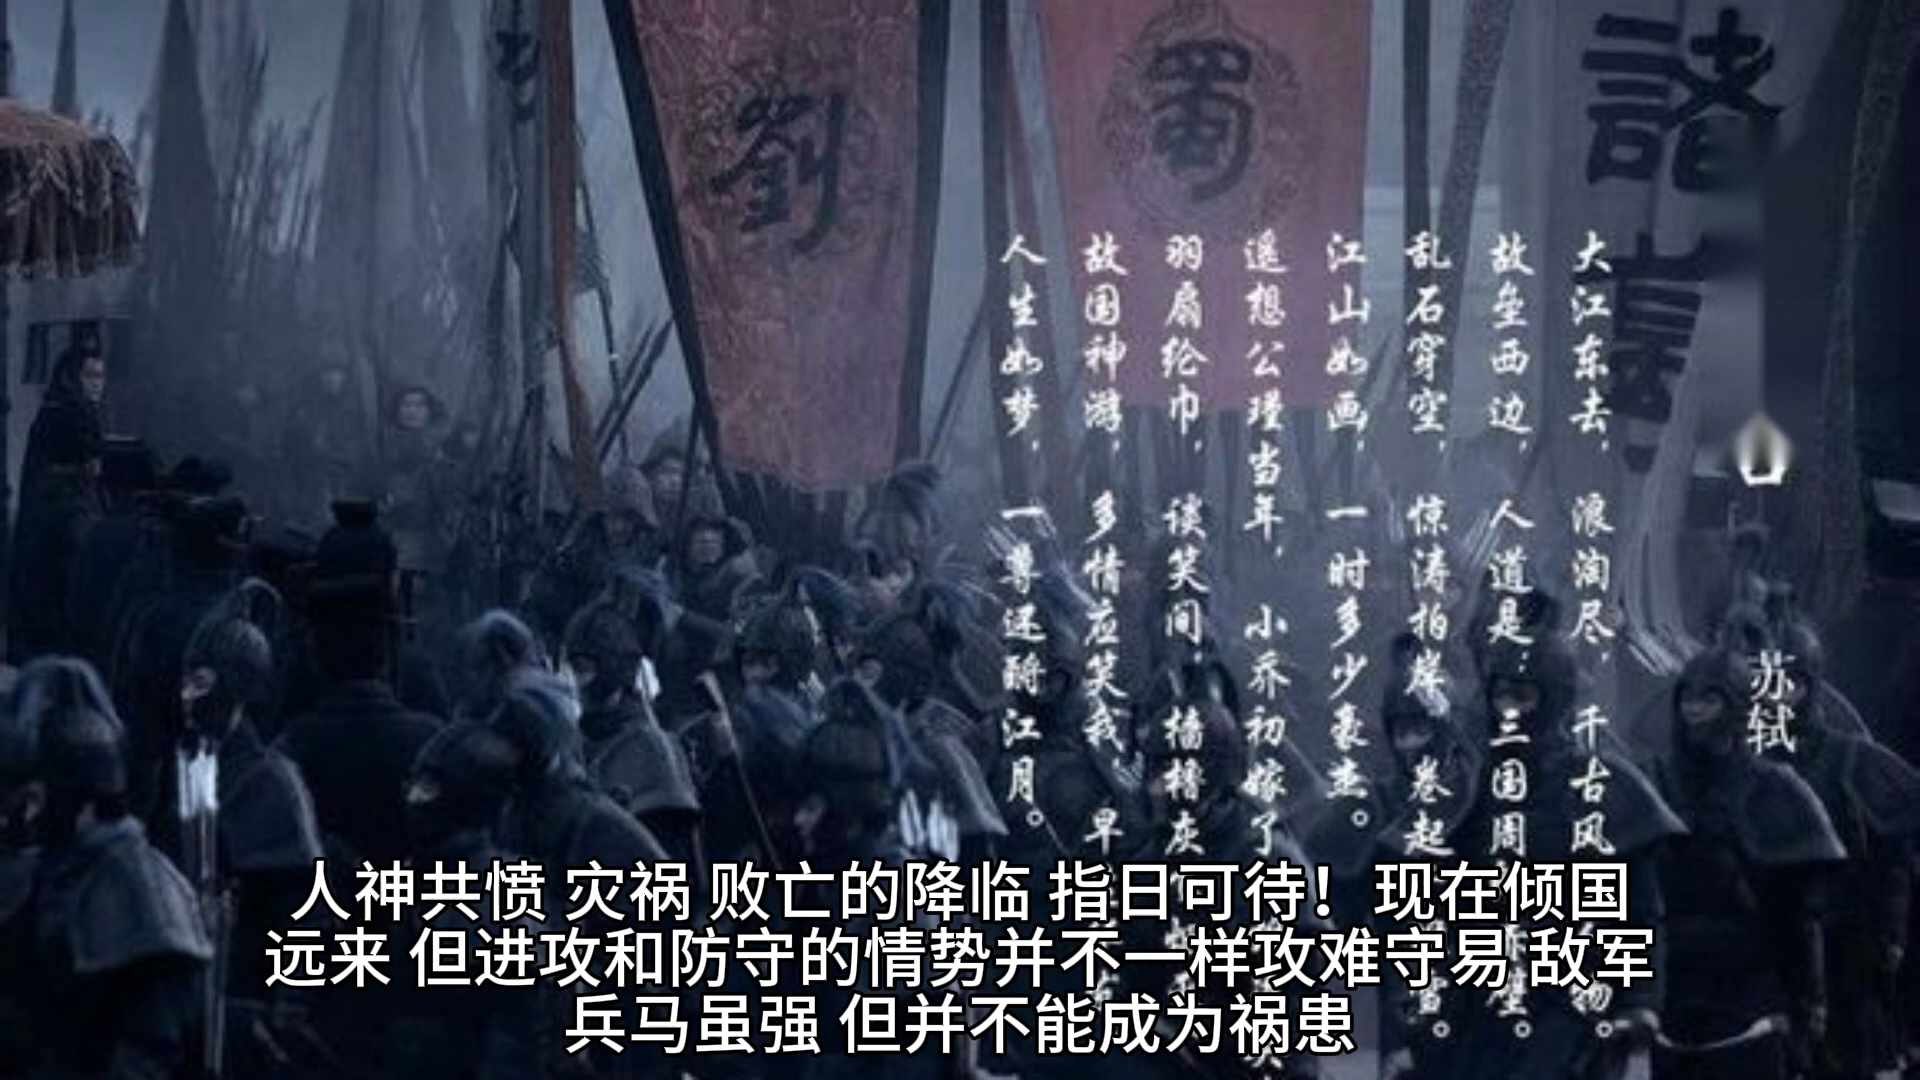 劉
蜀
諸
大江东去，浪淘尽，千古风 物。
故垒西边，人道是：三国周
乱石穿空，惊涛拍岸，卷起
江山如画，一时多少豪杰。
遥想公瑾当年，小乔初嫁了
羽扇纶巾，谈笑间，樯橹灰
故国神游，多情应笑我，早
人生如梦，一尊还酹江月。
苏轼
人神共愤 灾祸 败亡的降临 指日可待！现在倾国
远来 但进攻和防守的情势并不一样攻难守易 敌军
兵马虽强 但并不能成为祸患